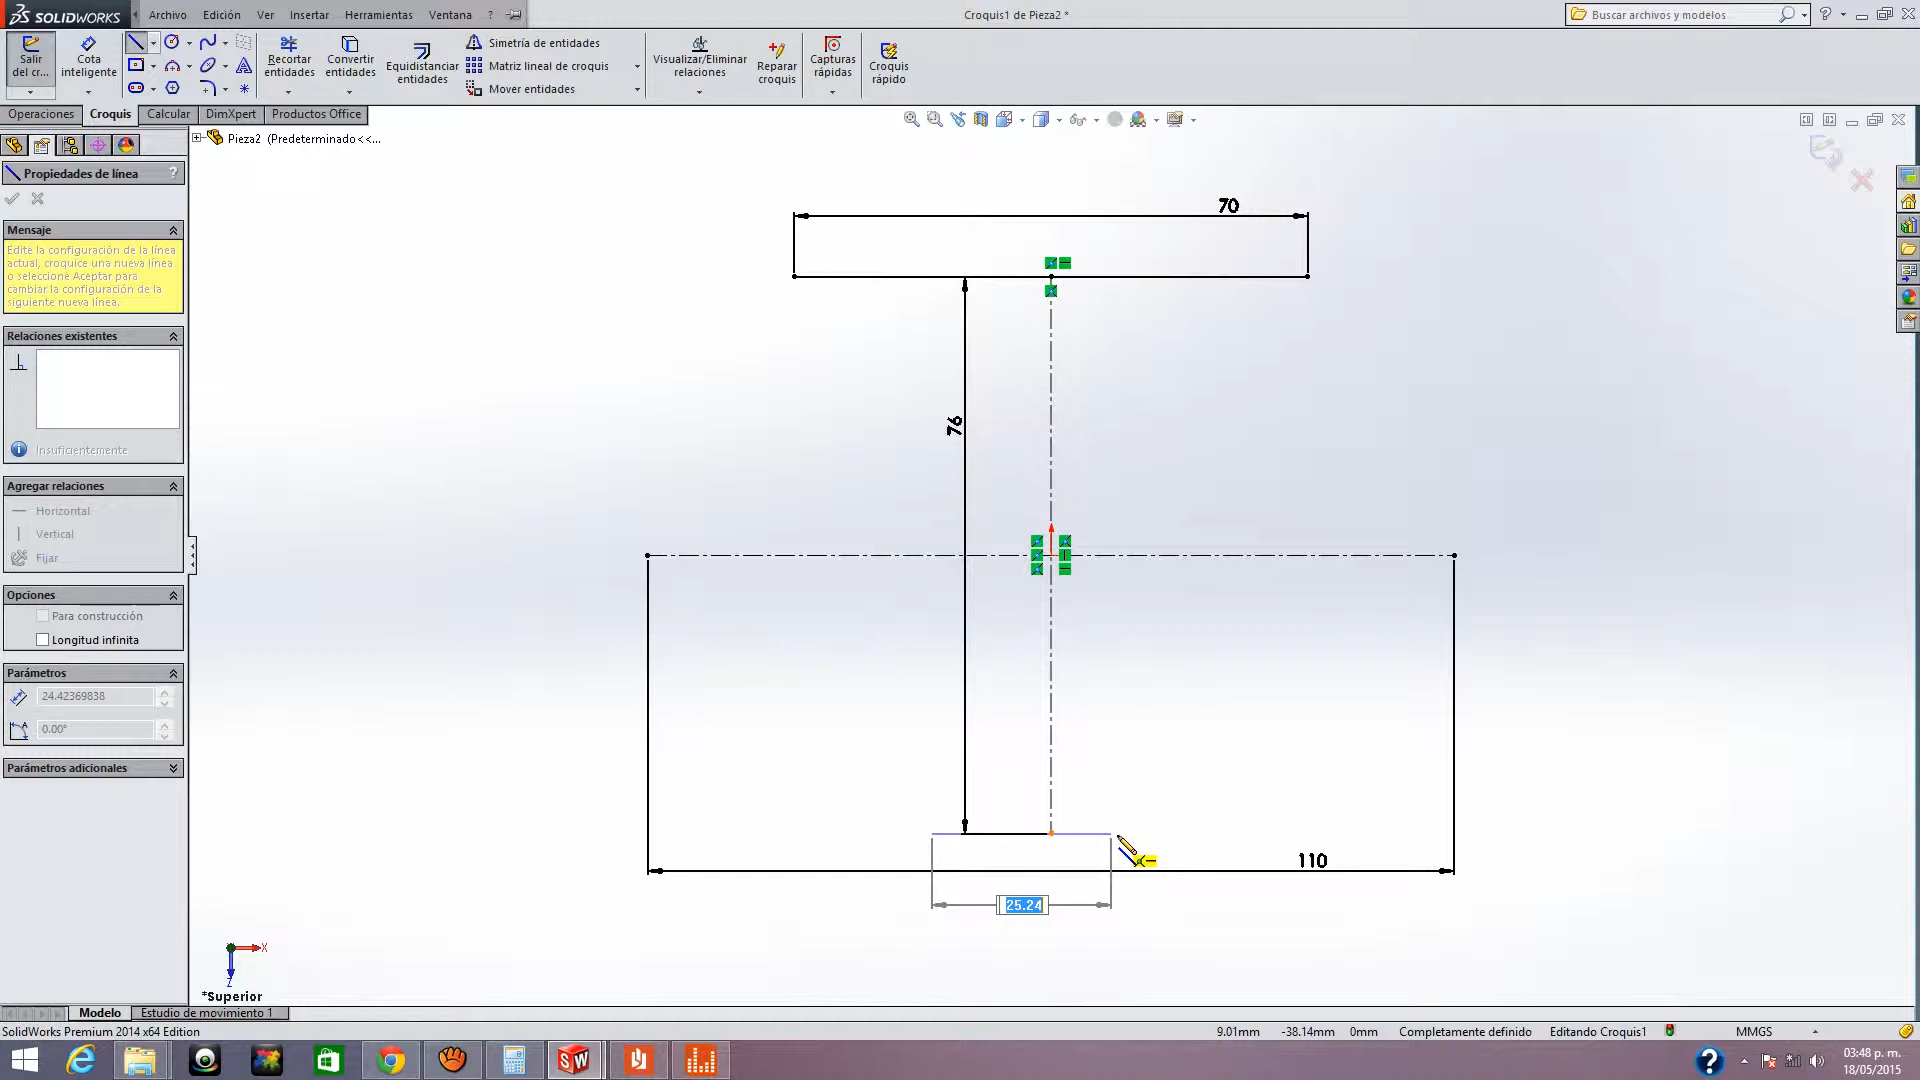 SOLIDWORKS
Archivo Edición Ver Insertar Herramientas Ventana ?
Croquis1 de Pieza2 *
Buscar archivos y modelos
Salir del cr...
Cota inteligente
Recortar entidades
Convertir entidades
Equidistanciar entidades
Simetría de entidades
Matriz lineal de croquis
Mover entidades
Visualizar/Eliminar relaciones
Reparar croquis
Capturas rápidas
Croquis rápido
Operaciones Croquis Calcular DimXpert Productos Office
Pieza2 (Predeterminado<<...
Propiedades de línea ?
Mensaje
Edite la configuración de la línea
actual, croquice una nueva línea
o seleccione Aceptar para
cambiar la configuración de la
siguiente nueva línea.
Relaciones existentes
Insuficientemente
Agregar relaciones
Horizontal
Vertical
Fijar
Opciones
Para construcción
Longitud infinita
Parámetros
24.42369838
0.00°
Parámetros adicionales
70
76
110
25.24
X
Z
*Superior
Modelo Estudio de movimiento 1
SolidWorks Premium 2014 x64 Edition
9.01mm -38.14mm 0mm Completamente definido Editando Croquis1 MMGS
SW
03:48 p. m.
18/05/2015